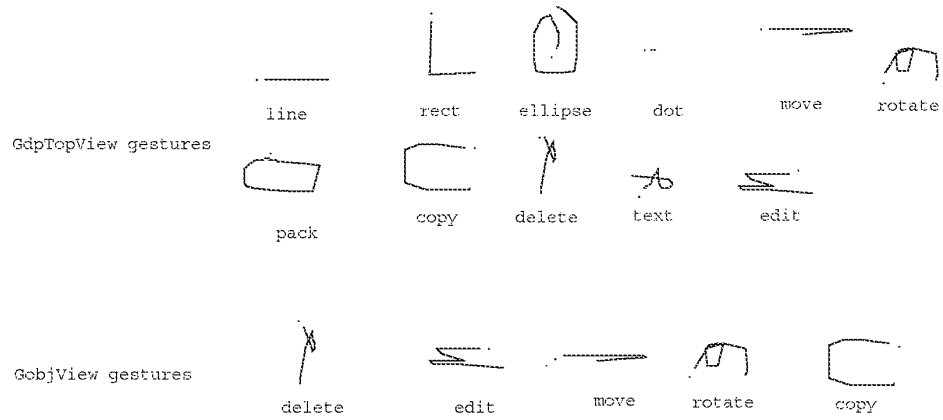 line rect ellipse dot move rotate
GdpTopView gestures
pack copy delete text edit
GobjView gestures
delete edit move rotate copy